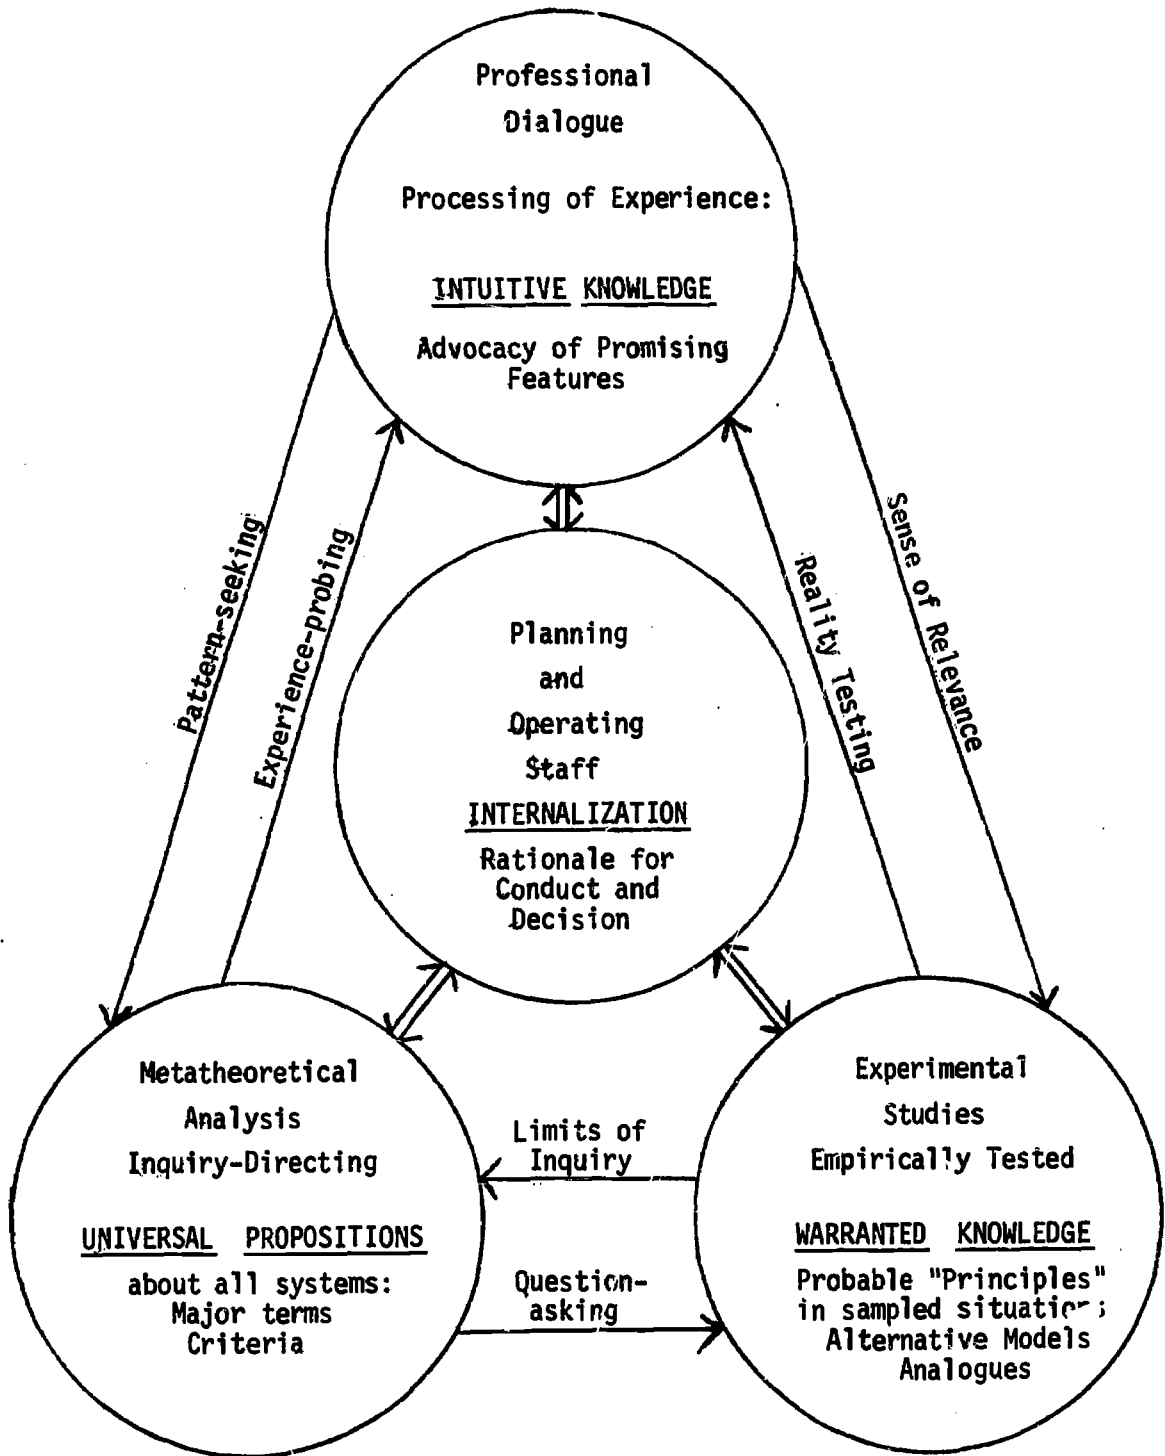 Professional
Dialogue
Processing of Experience:
INTUITIVE KNOWLEDGE
Advocacy of Promising
Features
Pattern-seeking
Experience-probing
Reality Testing
Sense of Relevance
Planning
and
Operating
Staff
INTERNALIZATION
Rationale for
Conduct and
Decision
Metatheoretical
Analysis
Inquiry-Directing
UNIVERSAL PROPOSITIONS
about all systems:
Major terms
Criteria
Limits of
Inquiry
Question-
asking
Experimental
Studies
Empirically Tested
WARRANTED KNOWLEDGE
Probable "Principles"
in sampled situations
Alternative Models
Analogues